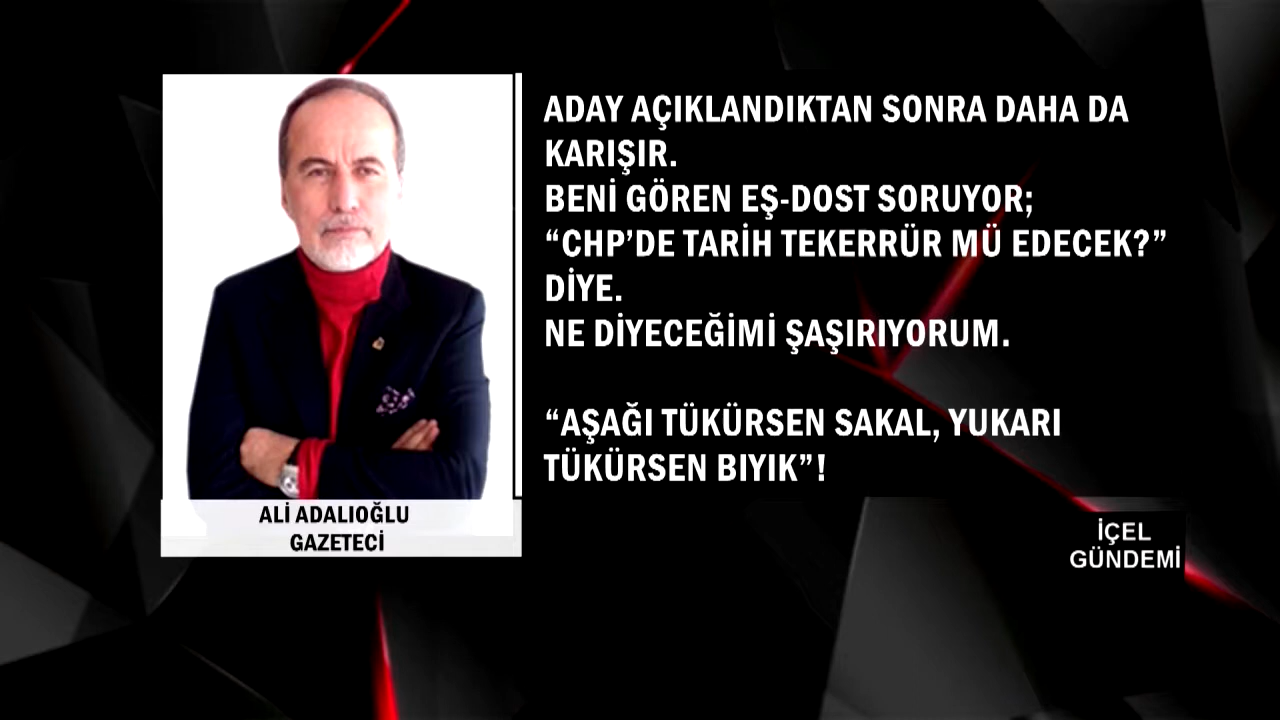 ADAY AÇIKLANDIKTAN SONRA DAHA DA
KARIŞIR.
BENİ GÖREN EŞ-DOST SORUYOR;
“CHP’DE TARİH TEKERRÜR MÜ EDECEK?”
DİYE.
NE DİYECEĞİMİ ŞAŞIRIYORUM.
“AŞAĞI TÜKÜRSEN SAKAL, YUKARI
TÜKÜRSEN BIYIK”!
ALİ ADALIOĞLU
GAZETECİ
İÇEL
GÜNDEMİ